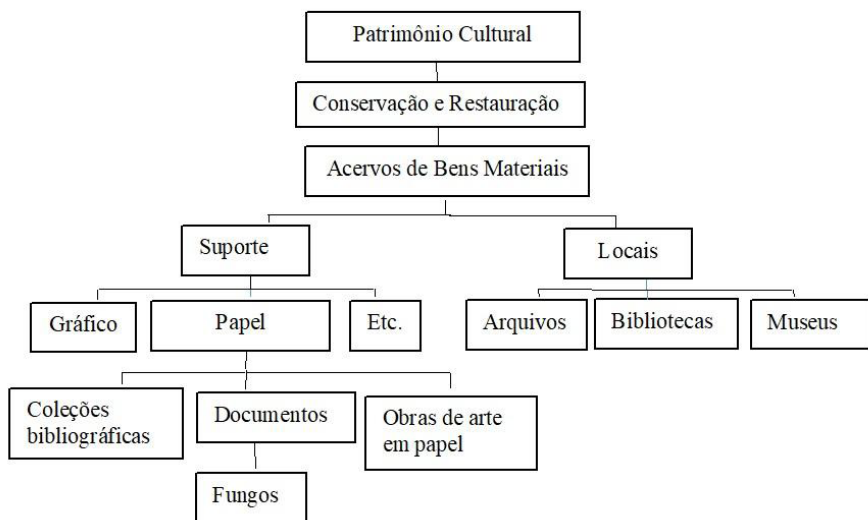 Patrimônio Cultural
Conservação e Restauração
Acervos de Bens Materiais
Suporte
Locais
Gráfico
Papel
Etc.
Arquivos
Bibliotecas
Museus
Coleções
bibliográficas
Documentos
Obras de arte
em papel
Fungos